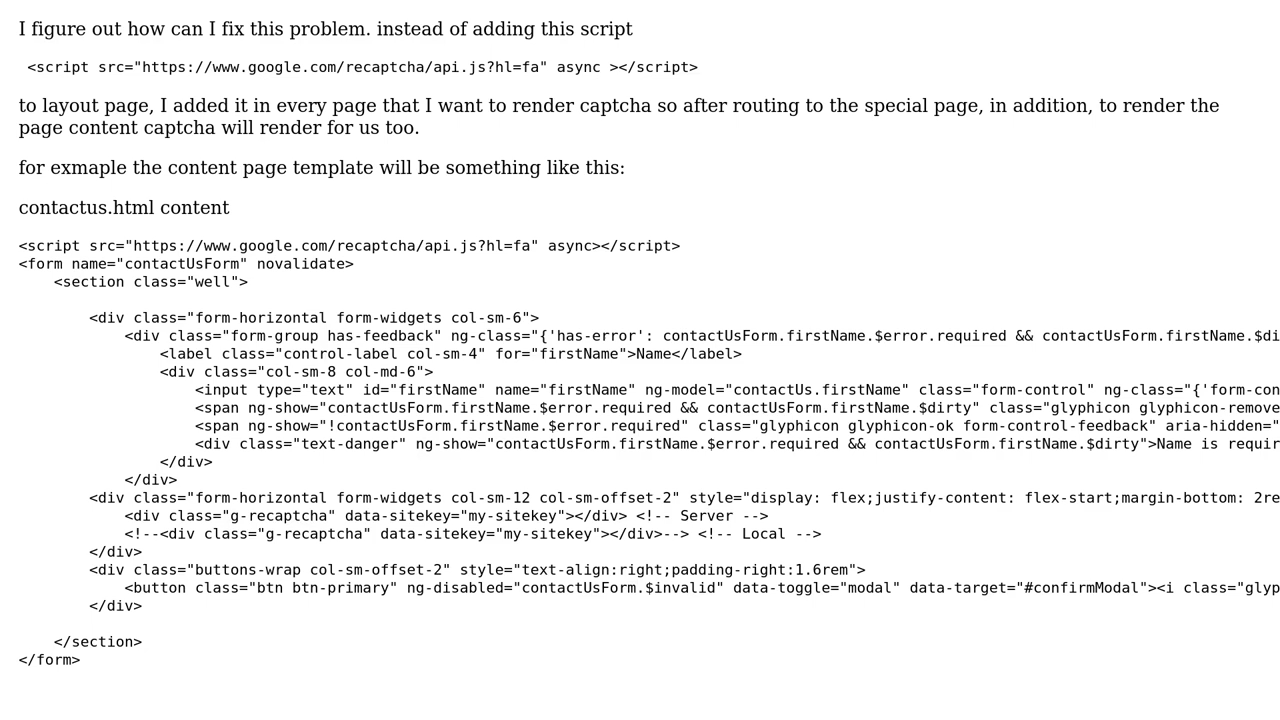 I figure out how can I fix this problem. instead of adding this script
<script src="https://www.google.com/recaptcha/api.js?hl=fa" async ></script>
to layout page, I added it in every page that I want to render captcha so after routing to the special page, in addition, to render the
page content captcha will render for us too.
for exmaple the content page template will be something like this:
contactus.html content
<script src="https://www.google.com/recaptcha/api.js?hl=fa" async></script>
<form name="contactUsForm" novalidate>
    <section class="well">
        <div class="form-horizontal form-widgets col-sm-6">
            <div class="form-group has-feedback" ng-class="{'has-error': contactUsForm.firstName.$error.required && contactUsForm.firstName.$di
                <label class="control-label col-sm-4" for="firstName">Name</label>
                <div class="col-sm-8 col-md-6">
                    <input type="text" id="firstName" name="firstName" ng-model="contactUs.firstName" class="form-control" ng-class="{'form-con
                    <span ng-show="contactUsForm.firstName.$error.required && contactUsForm.firstName.$dirty" class="glyphicon glyphicon-remove
                    <span ng-show="!contactUsForm.firstName.$error.required" class="glyphicon glyphicon-ok form-control-feedback" aria-hidden="
                    <div class="text-danger" ng-show="contactUsForm.firstName.$error.required && contactUsForm.firstName.$dirty">Name is requir
                </div>
            </div>
        <div class="form-horizontal form-widgets col-sm-12 col-sm-offset-2" style="display: flex;justify-content: flex-start;margin-bottom: 2re
            <div class="g-recaptcha" data-sitekey="my-sitekey"></div> <!-- Server -->
            <!--<div class="g-recaptcha" data-sitekey="my-sitekey"></div>--> <!-- Local -->
        </div>
        <div class="buttons-wrap col-sm-offset-2" style="text-align:right;padding-right:1.6rem">
            <button class="btn btn-primary" ng-disabled="contactUsForm.$invalid" data-toggle="modal" data-target="#confirmModal"><i class="glyp
        </div>
    </section>
</form>